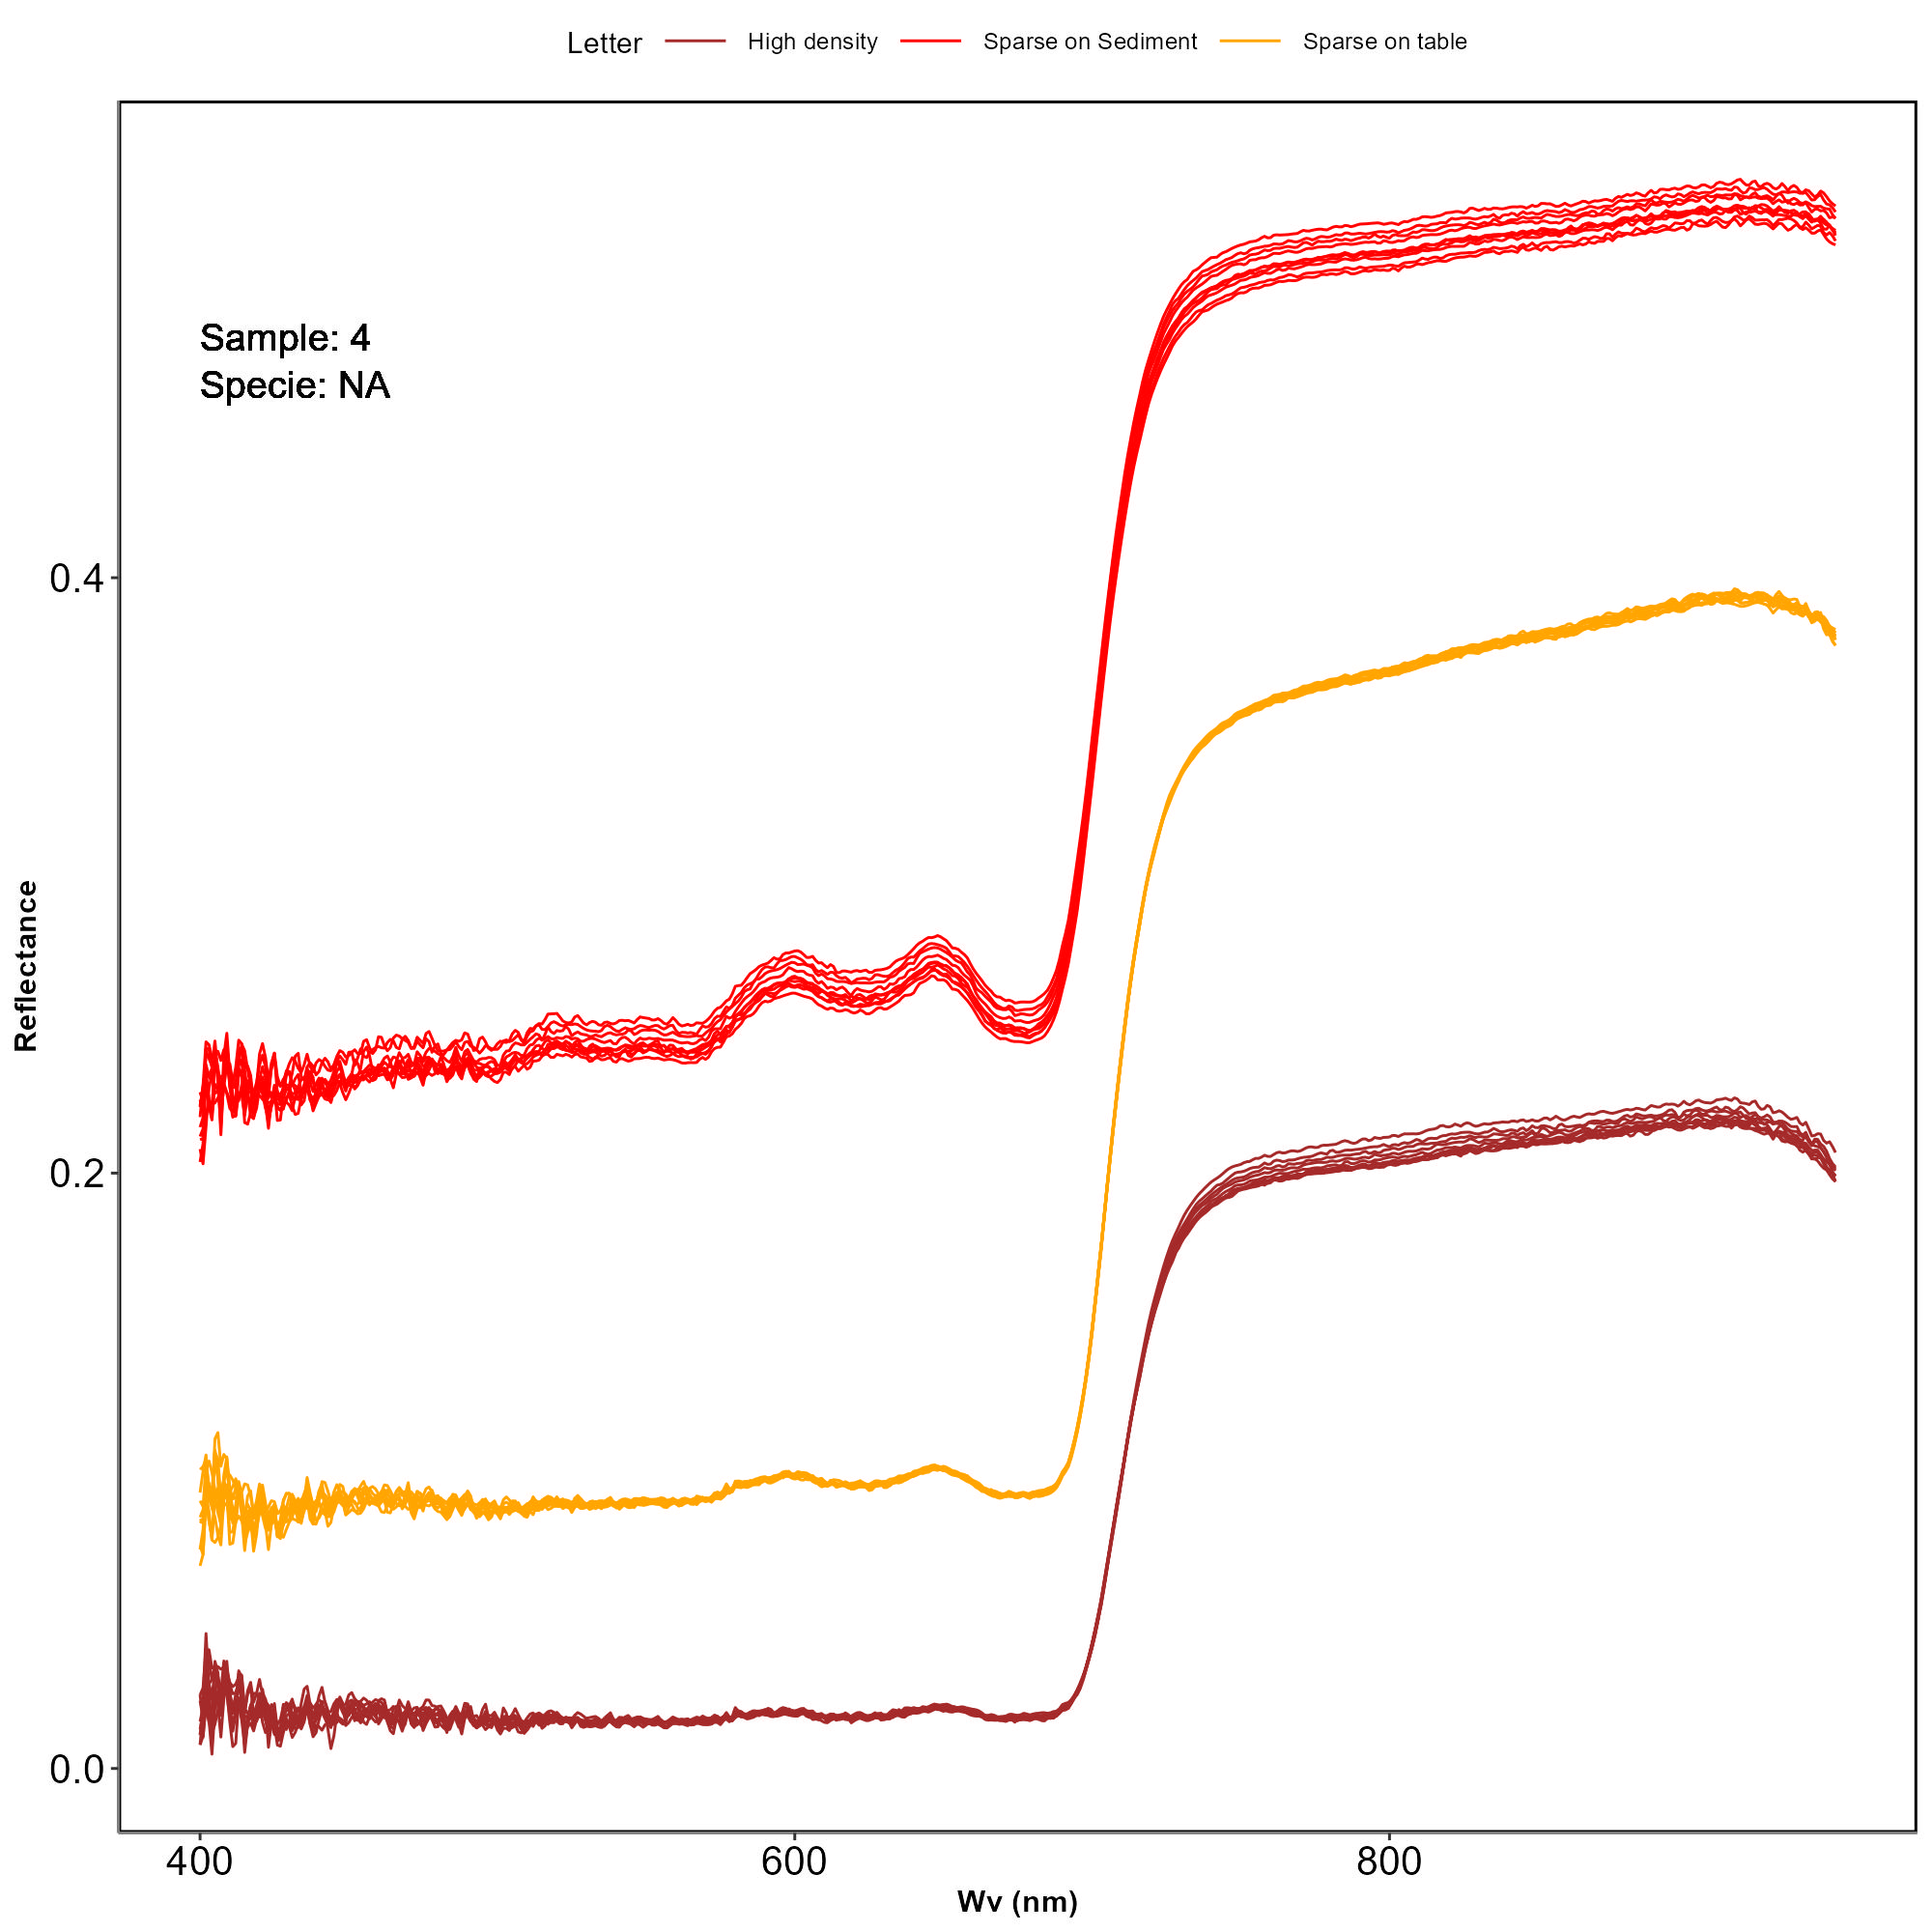 Letter High density Sparse on Sediment Sparse on table
Sample: 4
Specie: NA
0.4
0.2
0.0
Reflectance
400 600 800
Wv (nm)